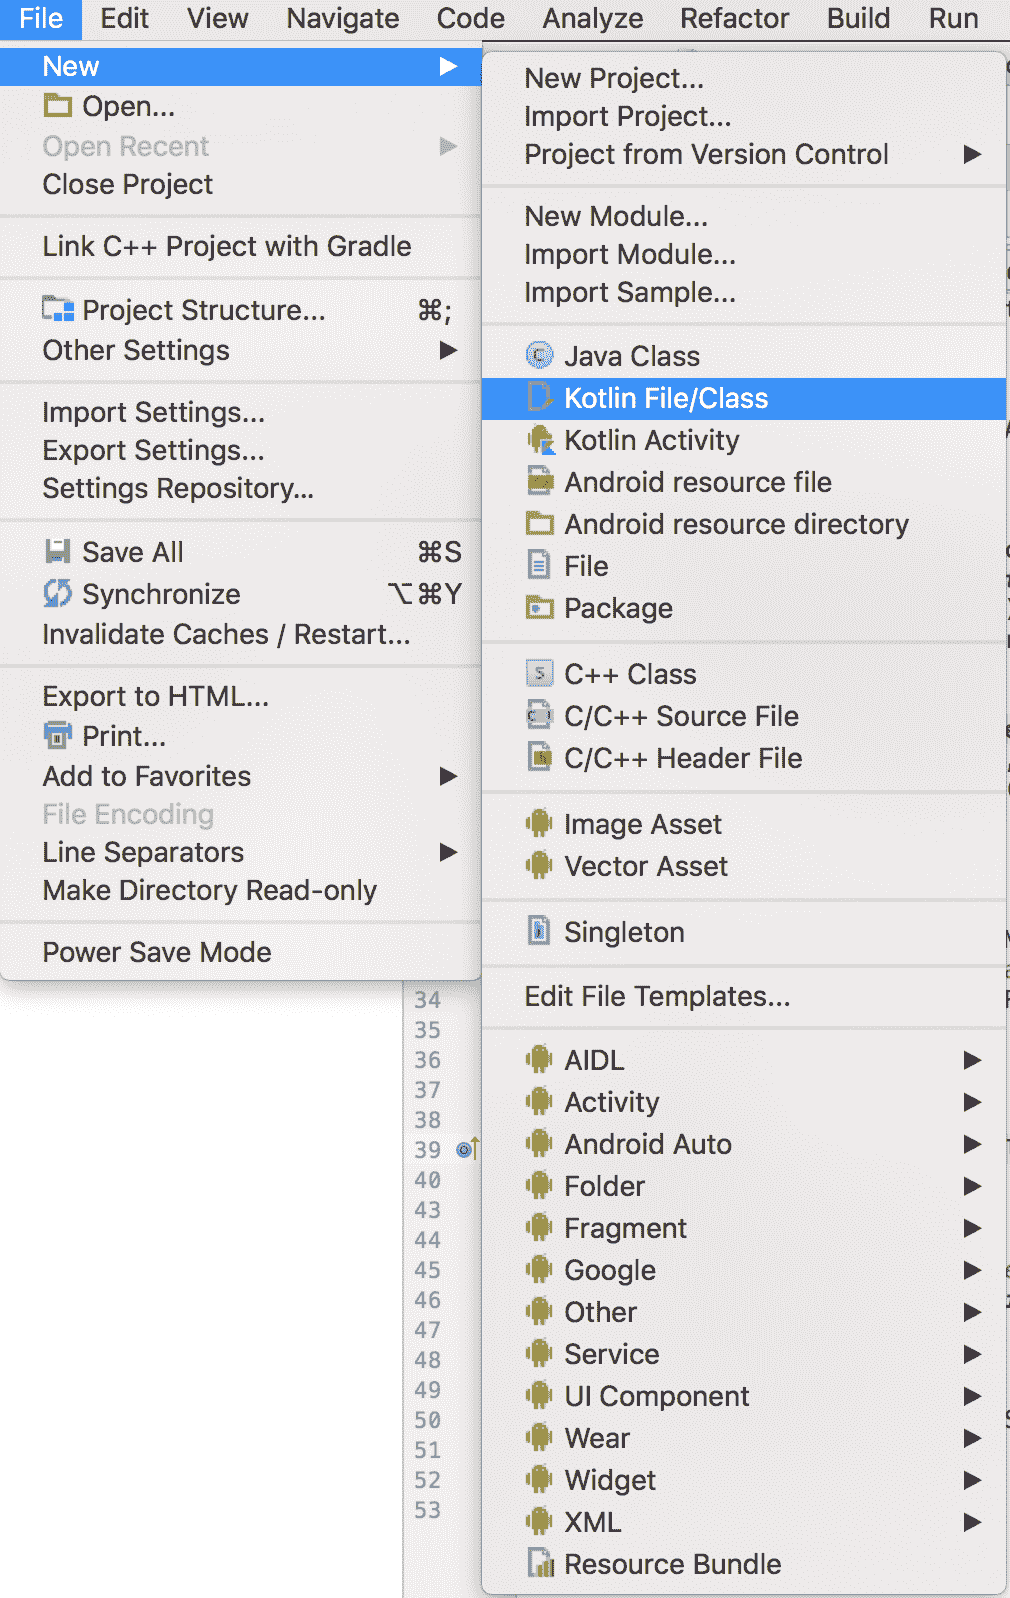 File Edit View Navigate Code Analyze Refactor Build Run
New
Open...
Open Recent
Close Project
Link C++ Project with Gradle
Project Structure... ⌘;
Other Settings
Import Settings...
Export Settings...
Settings Repository...
Save All ⌘S
Synchronize ⌥⌘Y
Invalidate Caches / Restart...
Export to HTML...
Print...
Add to Favorites
File Encoding
Line Separators
Make Directory Read-only
Power Save Mode
New Project...
Import Project...
Project from Version Control
New Module...
Import Module...
Import Sample...
Java Class
Kotlin File/Class
Kotlin Activity
Android resource file
Android resource directory
File
Package
C++ Class
C/C++ Source File
C/C++ Header File
Image Asset
Vector Asset
Singleton
Edit File Templates...
AIDL
Activity
Android Auto
Folder
Fragment
Google
Other
Service
UI Component
Wear
Widget
XML
Resource Bundle
34
35
36
37
38
39
40
43
44
45
46
47
48
49
50
51
52
53